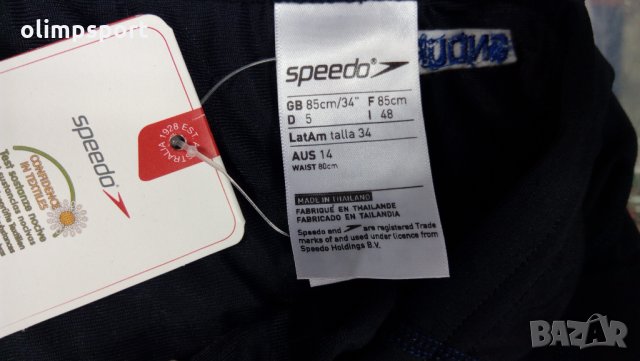 olimpsport
speedo
GB 85cm/34" F 85cm
D 5 I 48
LatAm talla 34
AUS 14
WAIST 80cm
MADE IN THAILAND
FABRIQUÉ EN THAILANDE
FABRICADO EN TAILANDIA
Speedo and are registered Trade
marks of and used under licence from
Speedo Holdings B.V.
speedo
1928 EST.
AUSTRALIA
CONFIDENCE
IN TEXTILES
BAZAR